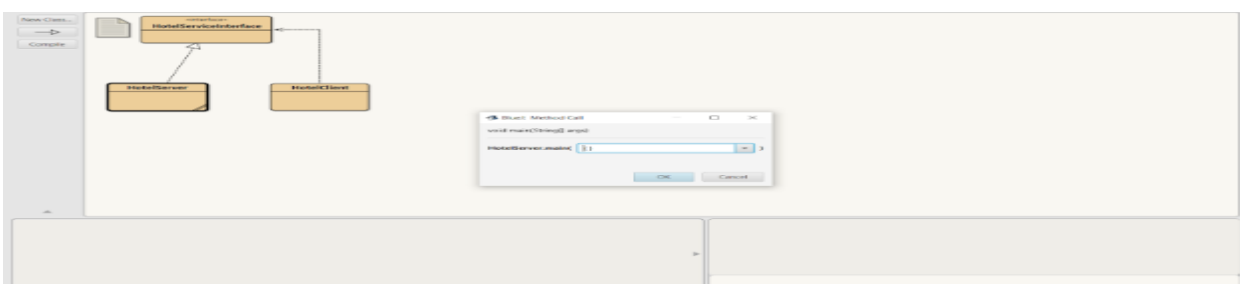 New Class...
Compile
<<interface>>
HotelServiceInterface
HotelServer
HotelClient
BlueJ: Method Call
void main(String[] args)
HotelServer.main( { } )
OK
Cancel